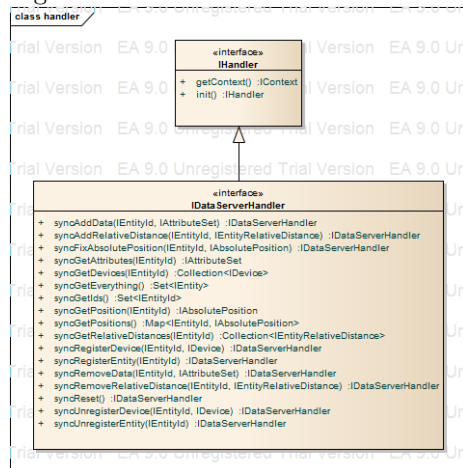 class handler
«interface»
IHandler
+ getContext() :IContext
+ init() :IHandler
«interface»
IDataServerHandler
+ syncAddData(IEntityId, IAttributeSet) :IDataServerHandler
+ syncAddRelativeDistance(IEntityId, IEntityRelativeDistance) :IDataServerHandler
+ syncFixAbsolutePosition(IEntityId, IAbsolutePosition) :IDataServerHandler
+ syncGetAttributes(IEntityId) :IAttributeSet
+ syncGetDevices(IEntityId) :Collection<IDevice>
+ syncGetEverything() :Set<IEntity>
+ syncGetIds() :Set<IEntityId>
+ syncGetPosition(IEntityId) :IAbsolutePosition
+ syncGetPositions() :Map<IEntityId, IAbsolutePosition>
+ syncGetRelativeDistances(IEntityId) :Collection<IEntityRelativeDistance>
+ syncRegisterDevice(IEntityId, IDevice) :IDataServerHandler
+ syncRegisterEntity(IEntityId) :IDataServerHandler
+ syncRemoveData(IEntityId, IAttributeSet) :IDataServerHandler
+ syncRemoveRelativeDistance(IEntityId, IEntityRelativeDistance) :IDataServerHandler
+ syncReset() :IDataServerHandler
+ syncUnregisterDevice(IEntityId, IDevice) :IDataServerHandler
+ syncUnregisterEntity(IEntityId) :IDataServerHandler